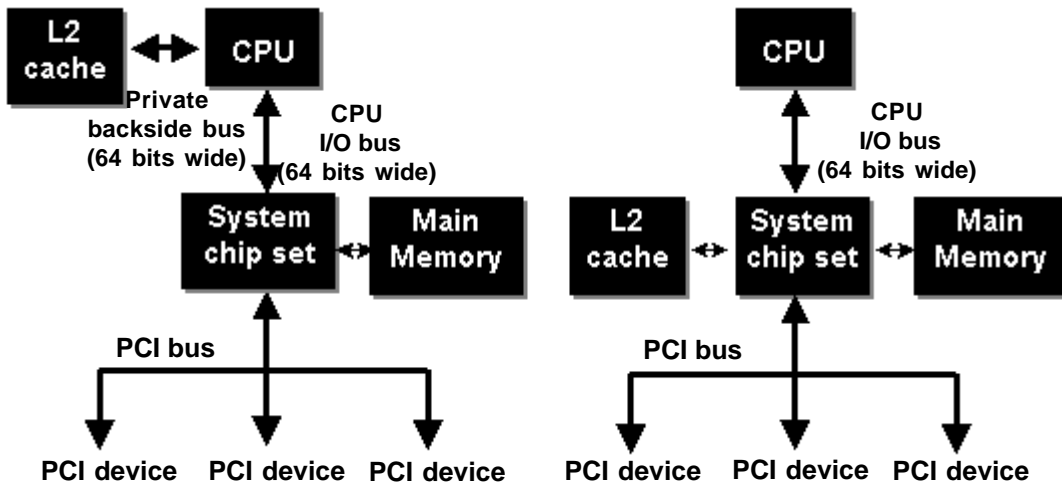 L2
cache
CPU
Private
backside bus
(64 bits wide)
CPU
I/O bus
(64 bits wide)
System
chip set
Main
Memory
PCI bus
PCI device
PCI device
PCI device
CPU
CPU
I/O bus
(64 bits wide)
L2
cache
System
chip set
Main
Memory
PCI bus
PCI device
PCI device
PCI device